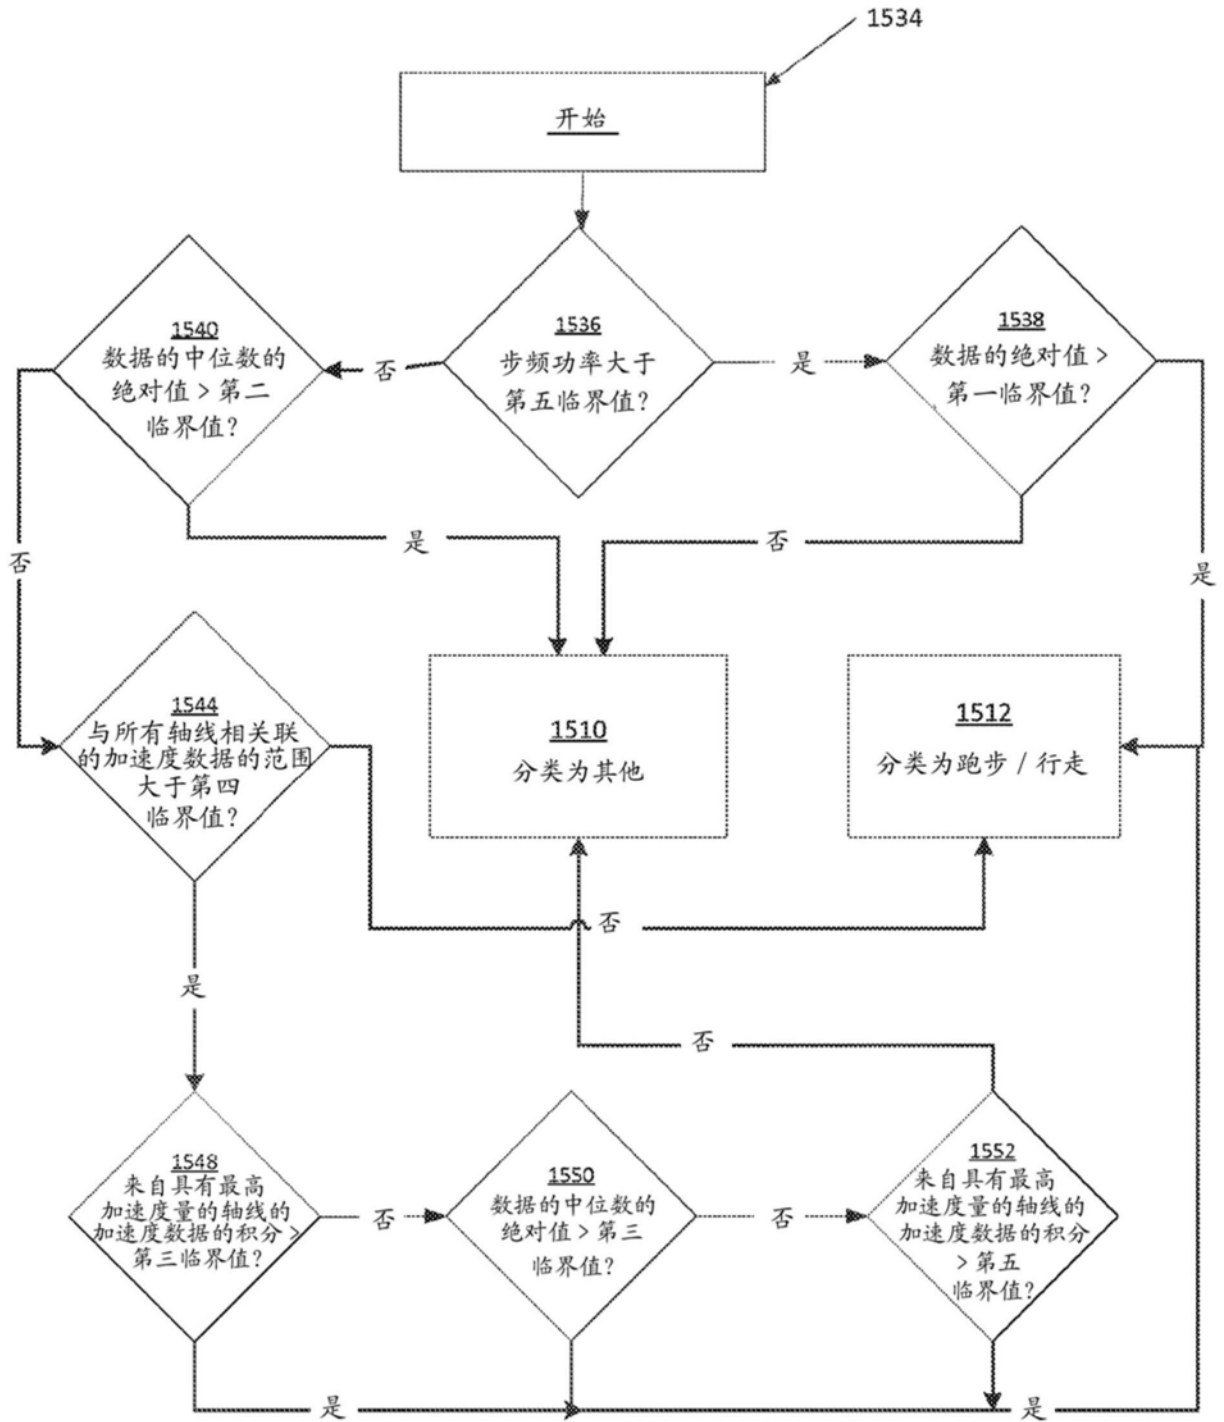 1534
开始
1540
数据的中位数的
绝对值 > 第二
临界值?
否
1536
步频功率大于
第五临界值?
是
1538
数据的绝对值 >
第一临界值?
是
否
否
是
1544
与所有轴线相关联
的加速度数据的范围
大于第四
临界值?
1510
分类为其他
1512
分类为跑步 / 行走
否
是
否
1548
来自具有最高
加速度量的轴线的
加速度数据的积分 >
第三临界值?
否
1550
数据的中位数的
绝对值 > 第三
临界值?
否
1552
来自具有最高
加速度量的轴线的
加速度数据的积分
> 第五
临界值?
是
是